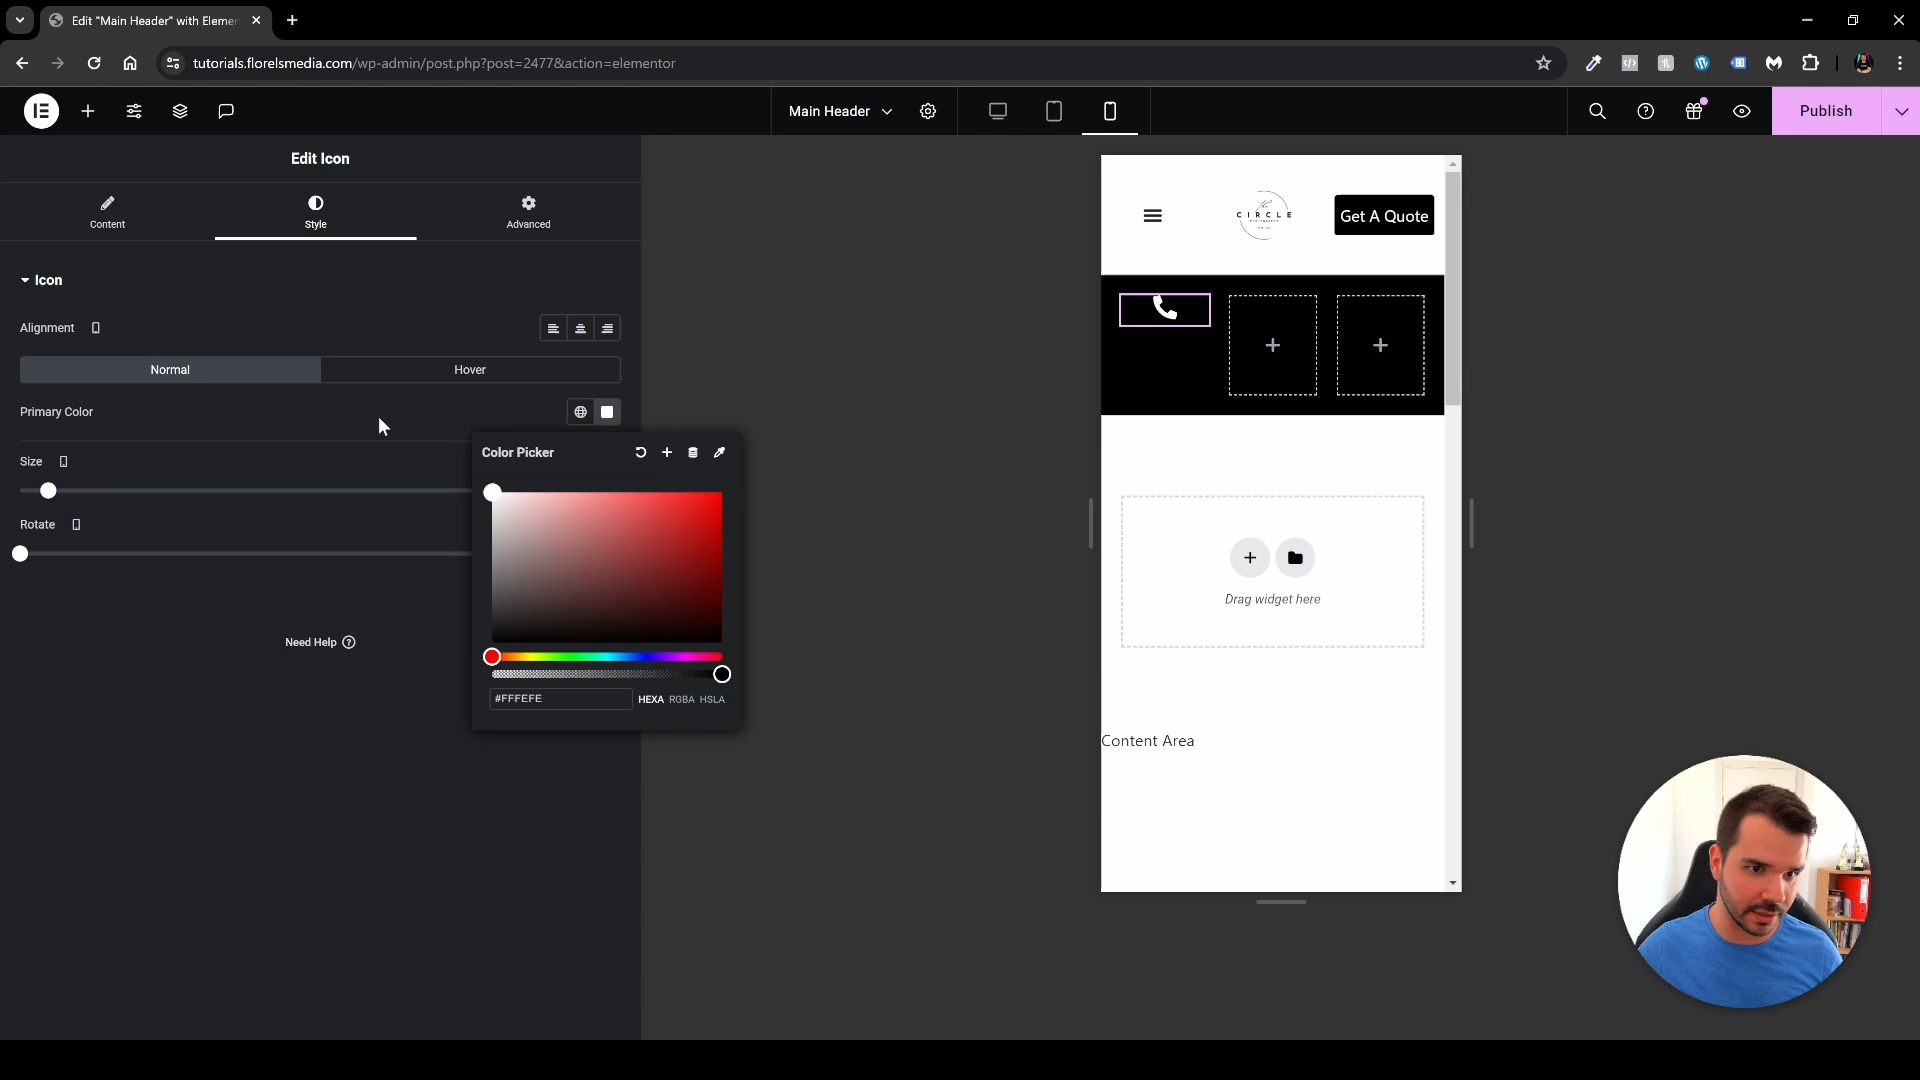 Edit "Main Header" with Elemen
tutorials.florelsmedia.com/wp-admin/post.php?post=2477&action=elementor
Main Header
Publish
Edit Icon
Content
Style
Advanced
Icon
Alignment
Normal
Hover
Primary Color
Size
Rotate
Need Help
Color Picker
#FFFEFE
HEXA RGBA HSLA
The
CIRCLE
Get A Quote
Drag widget here
Content Area